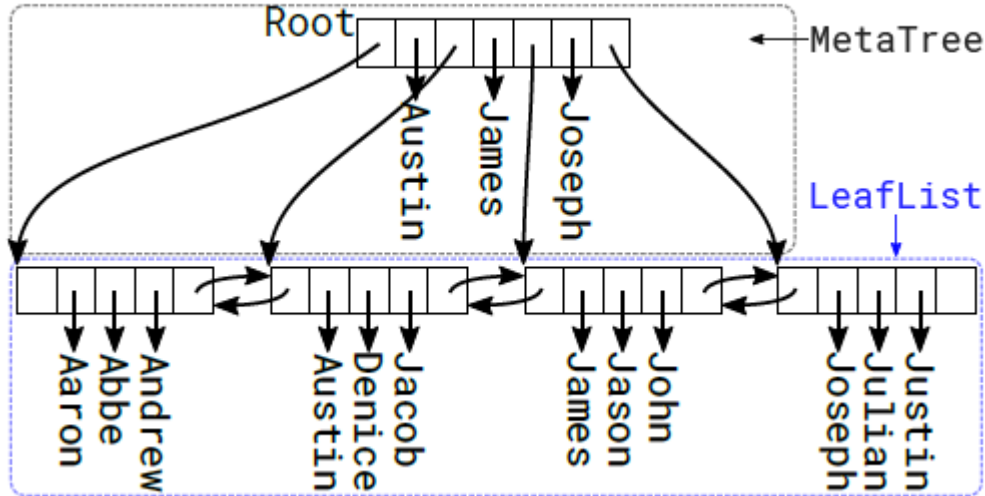 Root
MetaTree
Austin
James
Joseph
LeafList
Aaron
Abbe
Andrew
Austin
Denice
Jacob
James
Jason
John
Joseph
Julian
Justin